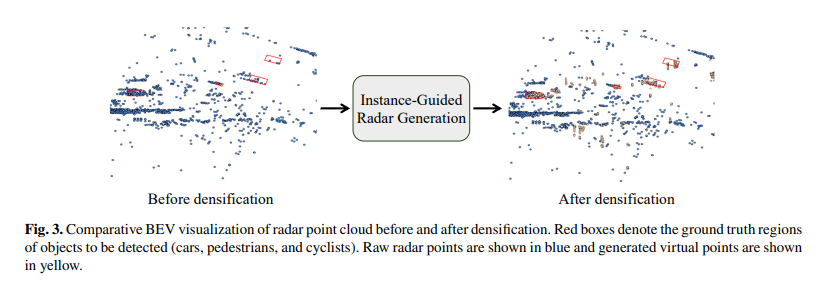 Instance-Guided
Radar Generation
Before densification
After densification
Fig. 3. Comparative BEV visualization of radar point cloud before and after densification. Red boxes denote the ground truth regions
of objects to be detected (cars, pedestrians, and cyclists). Raw radar points are shown in blue and generated virtual points are shown
in yellow.